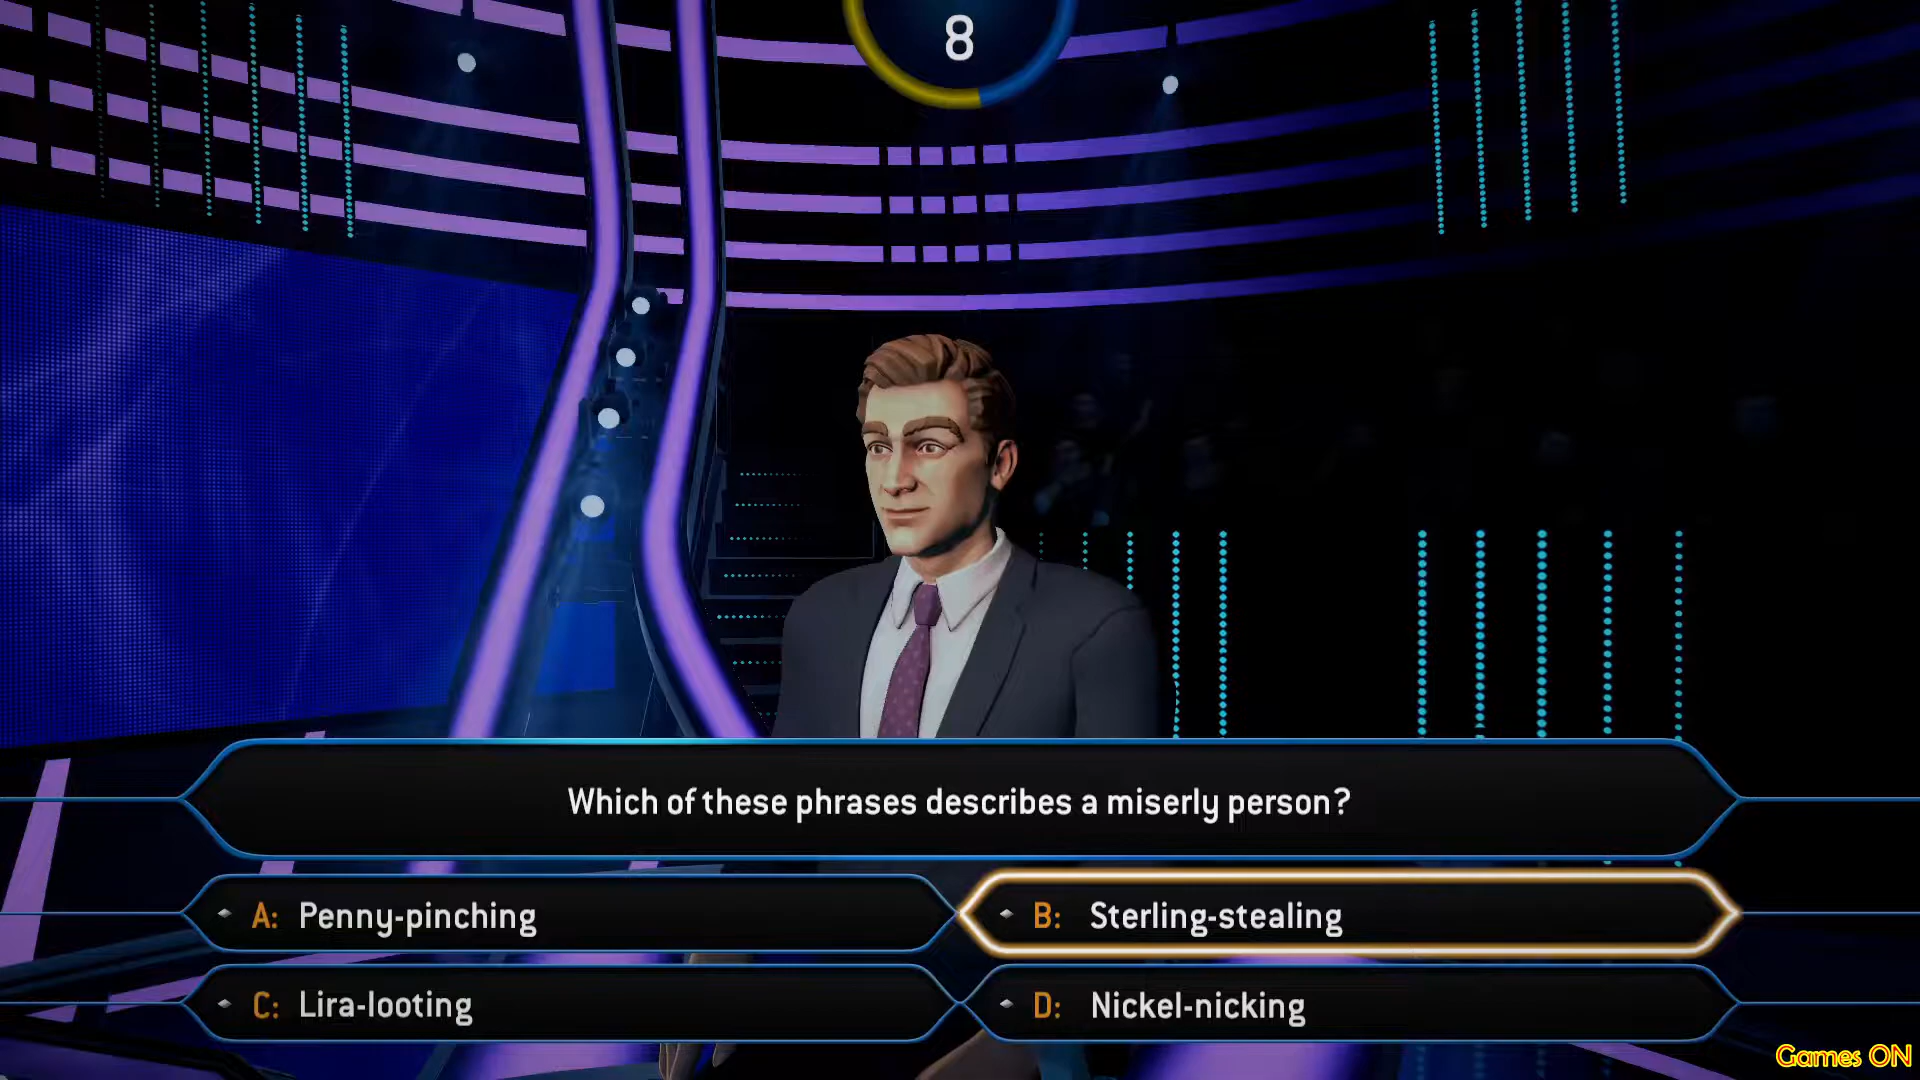 8
Which of these phrases describes a miserly person?
A: Penny-pinching
B: Sterling-stealing
C: Lira-looting
D: Nickel-nicking
Games ON